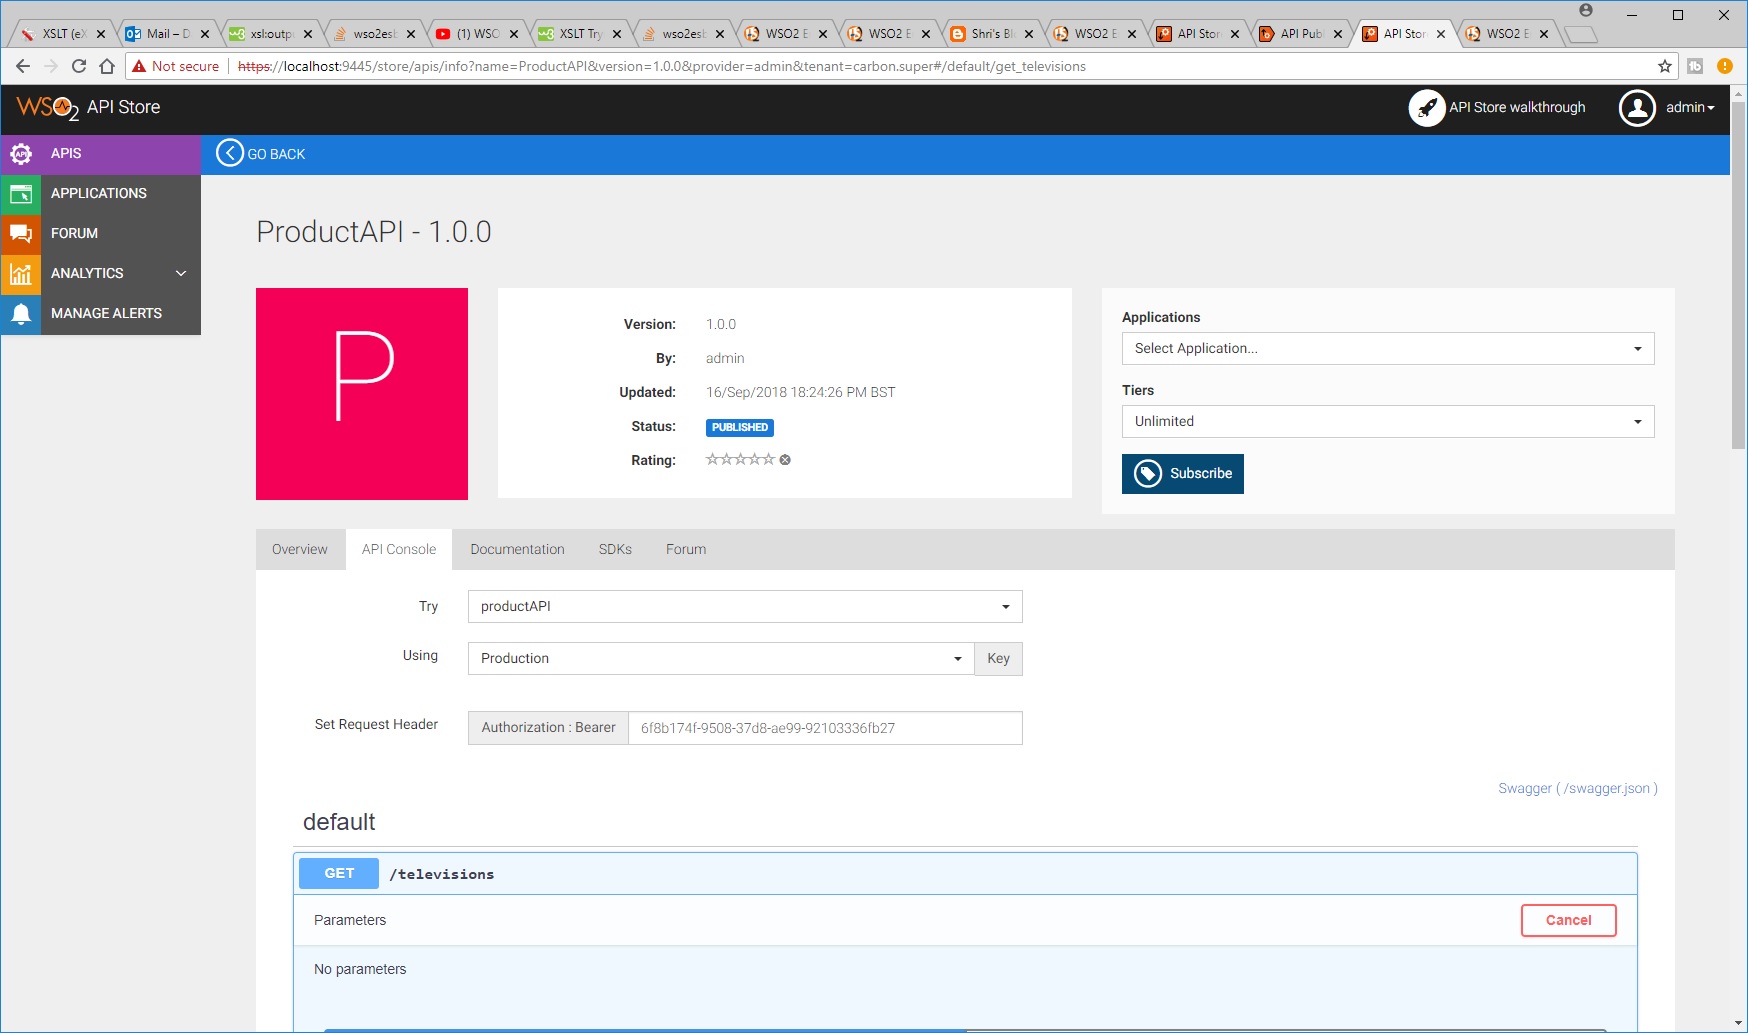 XSLT (eX
Mail – D
xsl:outpu
wso2esb
(1) WSO
XSLT Try
wso2esb
WSO2 E
WSO2 E
Shri's Bl
WSO2 E
API Stor
API Publ
API Stor
WSO2 E
Not secure
https://localhost:9445/store/apis/info?name=ProductAPI&version=1.0.0&provider=admin&tenant=carbon.super#/default/get_televisions
WSO2 API Store
API Store walkthrough
admin
APIS
GO BACK
APPLICATIONS
FORUM
ANALYTICS
MANAGE ALERTS
ProductAPI - 1.0.0
P
Version: 1.0.0
By: admin
Updated: 16/Sep/2018 18:24:26 PM BST
Status: PUBLISHED
Rating:
Applications
Select Application...
Tiers
Unlimited
Subscribe
Overview
API Console
Documentation
SDKs
Forum
Try productAPI
Using Production Key
Set Request Header Authorization : Bearer 6f8b174f-9508-37d8-ae99-92103336fb27
Swagger ( /swagger.json )
default
GET /televisions
Parameters
Cancel
No parameters